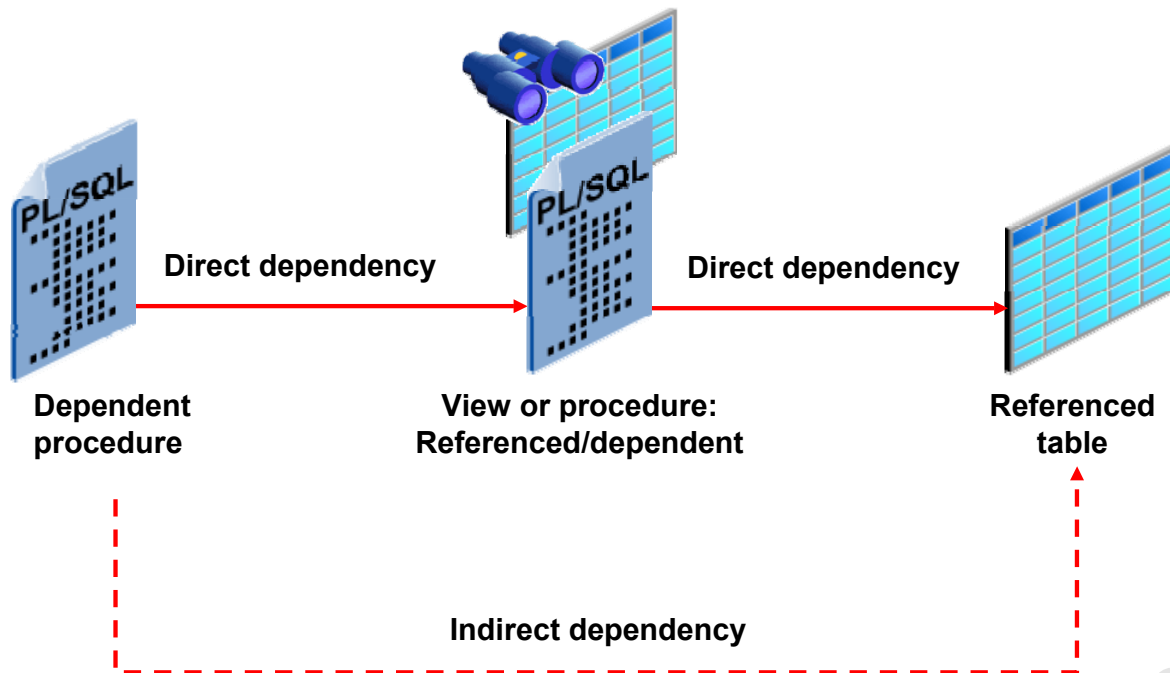 PL/SQL
PL/SQL
Direct dependency
Direct dependency
Dependent
procedure
View or procedure:
Referenced/dependent
Referenced
table
Indirect dependency